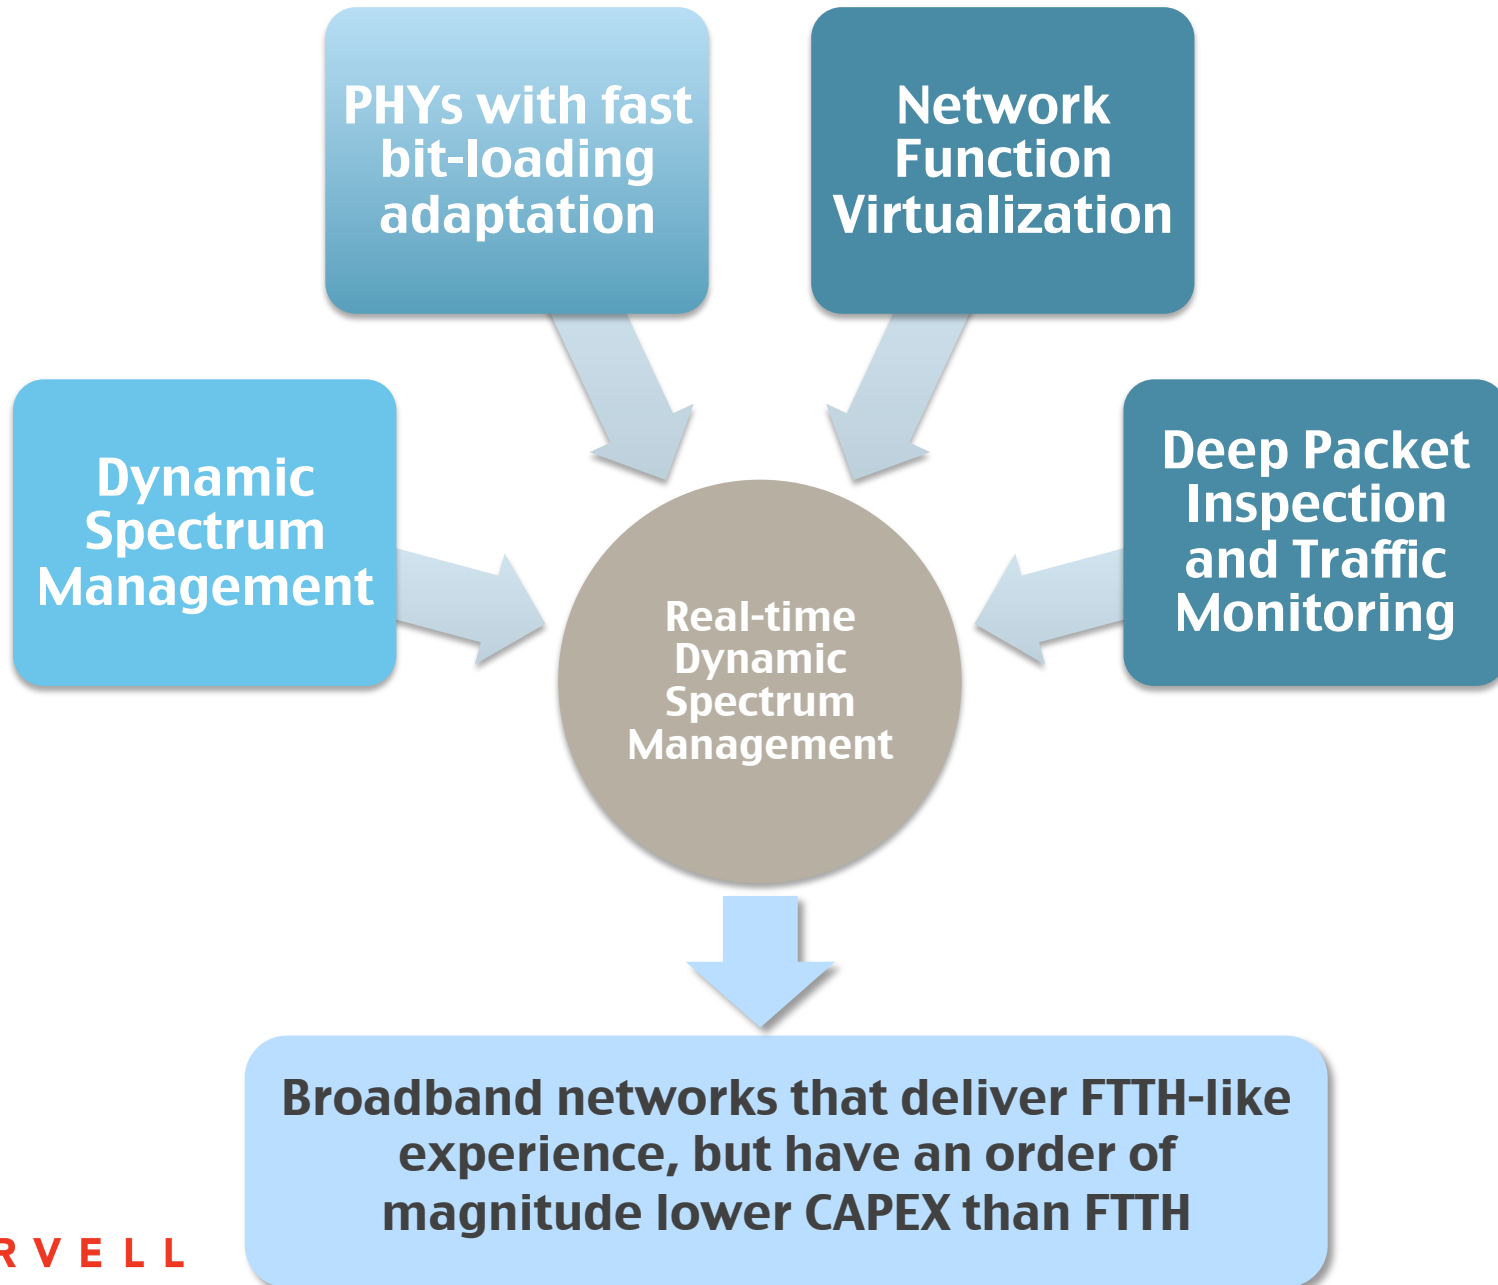 PHYs with fast
bit-loading
adaptation
Network
Function
Virtualization
Dynamic
Spectrum
Management
Deep Packet
Inspection
and Traffic
Monitoring
Real-time
Dynamic
Spectrum
Management
Broadband networks that deliver FTTH-like
experience, but have an order of
magnitude lower CAPEX than FTTH
RVELL